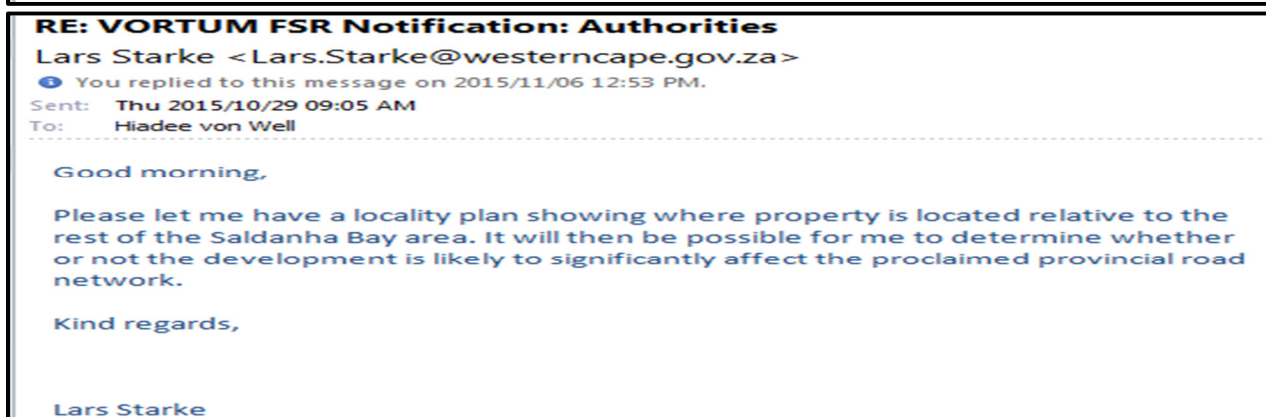 RE: VORTUM FSR Notification: Authorities
Lars Starke <Lars.Starke@westerncape.gov.za>
You replied to this message on 2015/11/06 12:53 PM.
Sent: Thu 2015/10/29 09:05 AM
To: Hiadee von Well
Good morning,
Please let me have a locality plan showing where property is located relative to the
rest of the Saldanha Bay area. It will then be possible for me to determine whether
or not the development is likely to significantly affect the proclaimed provincial road
network.
Kind regards,
Lars Starke